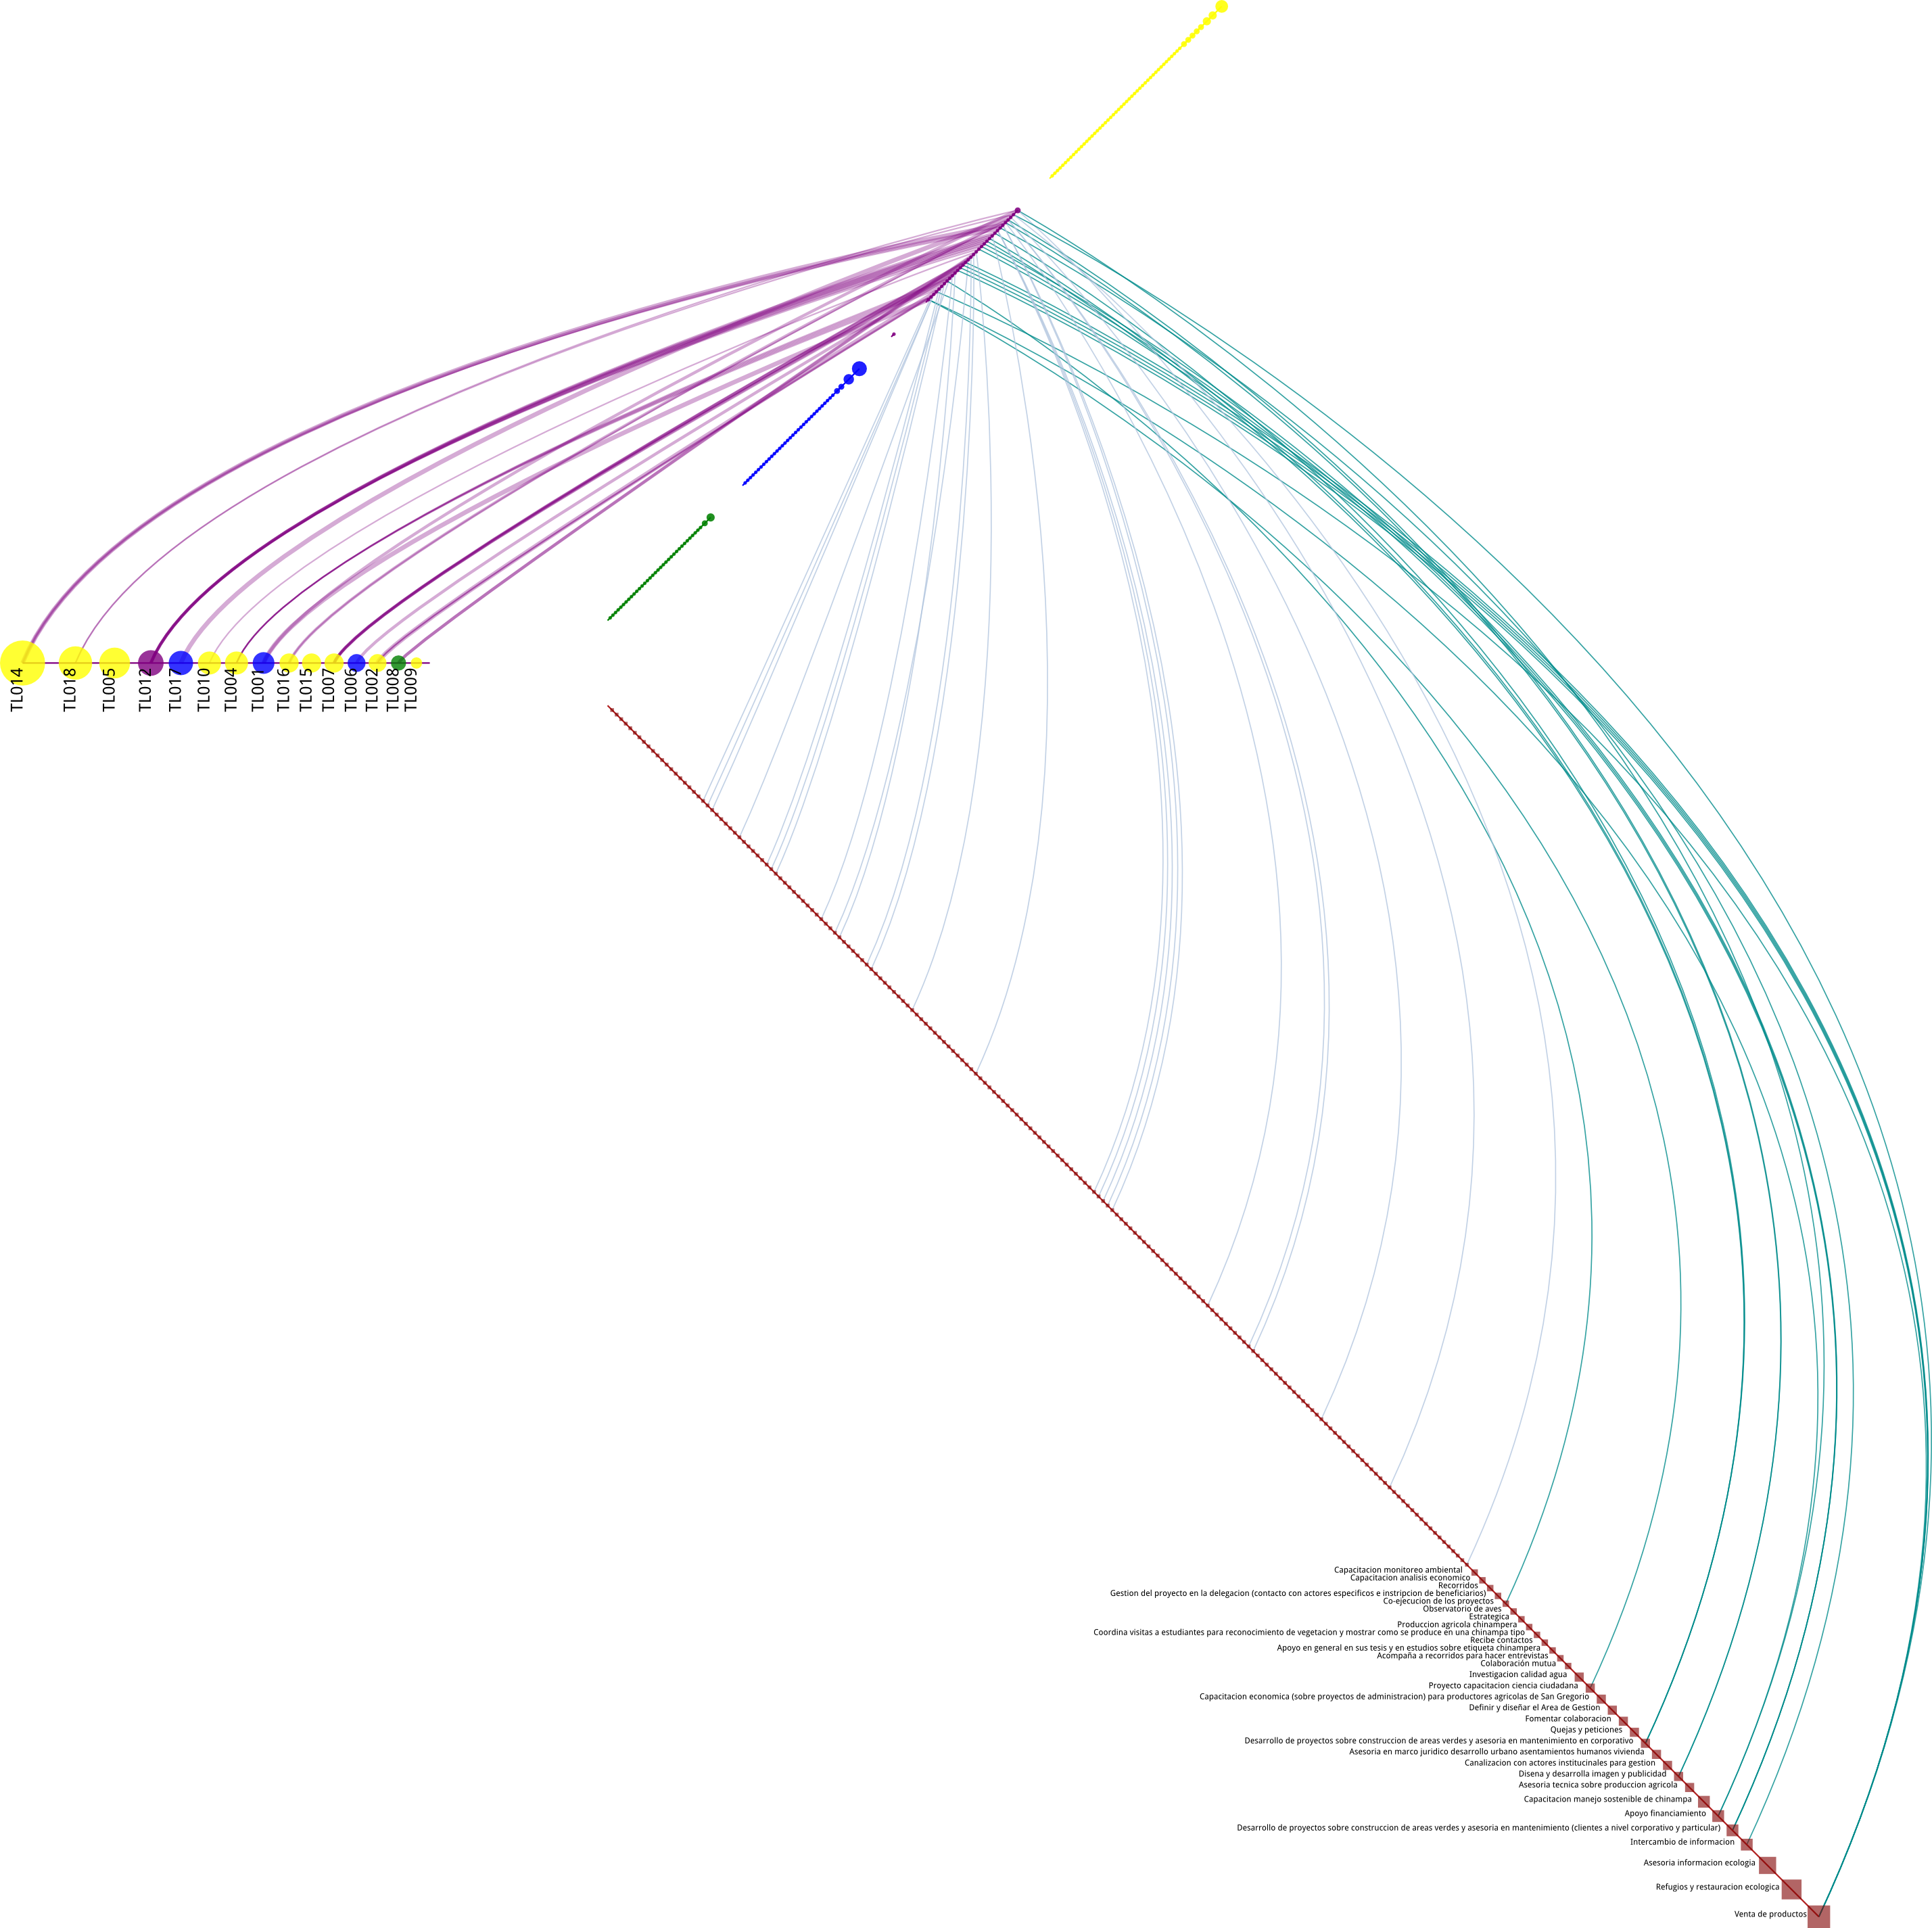 TL014
TL018
TL005
TL012
TL017
TL010
TL004
TL001
TL016
TL015
TL007
TL006
TL002
TL008
TL009
Capacitacion monitoreo ambiental
Capacitacion analisis economico
Recorridos
Gestion del proyecto en la delegacion (contacto con actores especificos e instripcion de beneficiarios)
Co-ejecucion de los proyectos
Observatorio de aves
Estrategica
Produccion agricola chinampera
Coordina visitas a estudiantes para reconocimiento de vegetacion y mostrar como se produce en una chinampa tipo
Recibe contactos
Apoyo en general en sus tesis y en estudios sobre etiqueta chinampera
Acompaña a recorridos para hacer entrevistas
Colaboración mutua
Investigacion calidad agua
Proyecto capacitacion ciencia ciudadana
Capacitacion economica (sobre proyectos de administracion) para productores agricolas de San Gregorio
Definir y diseñar el Area de Gestion
Fomentar colaboracion
Quejas y peticiones
Desarrollo de proyectos sobre construccion de areas verdes y asesoria en mantenimiento en corporativo
Asesoria en marco juridico desarrollo urbano asentamientos humanos vivienda
Canalizacion con actores institucinales para gestion
Disena y desarrolla imagen y publicidad
Asesoria tecnica sobre produccion agricola
Capacitacion manejo sostenible de chinampa
Apoyo financiamiento
Desarrollo de proyectos sobre construccion de areas verdes y asesoria en mantenimiento (clientes a nivel corporativo y particular)
Intercambio de informacion
Asesoria informacion ecologia
Refugios y restauracion ecologica
Venta de productos